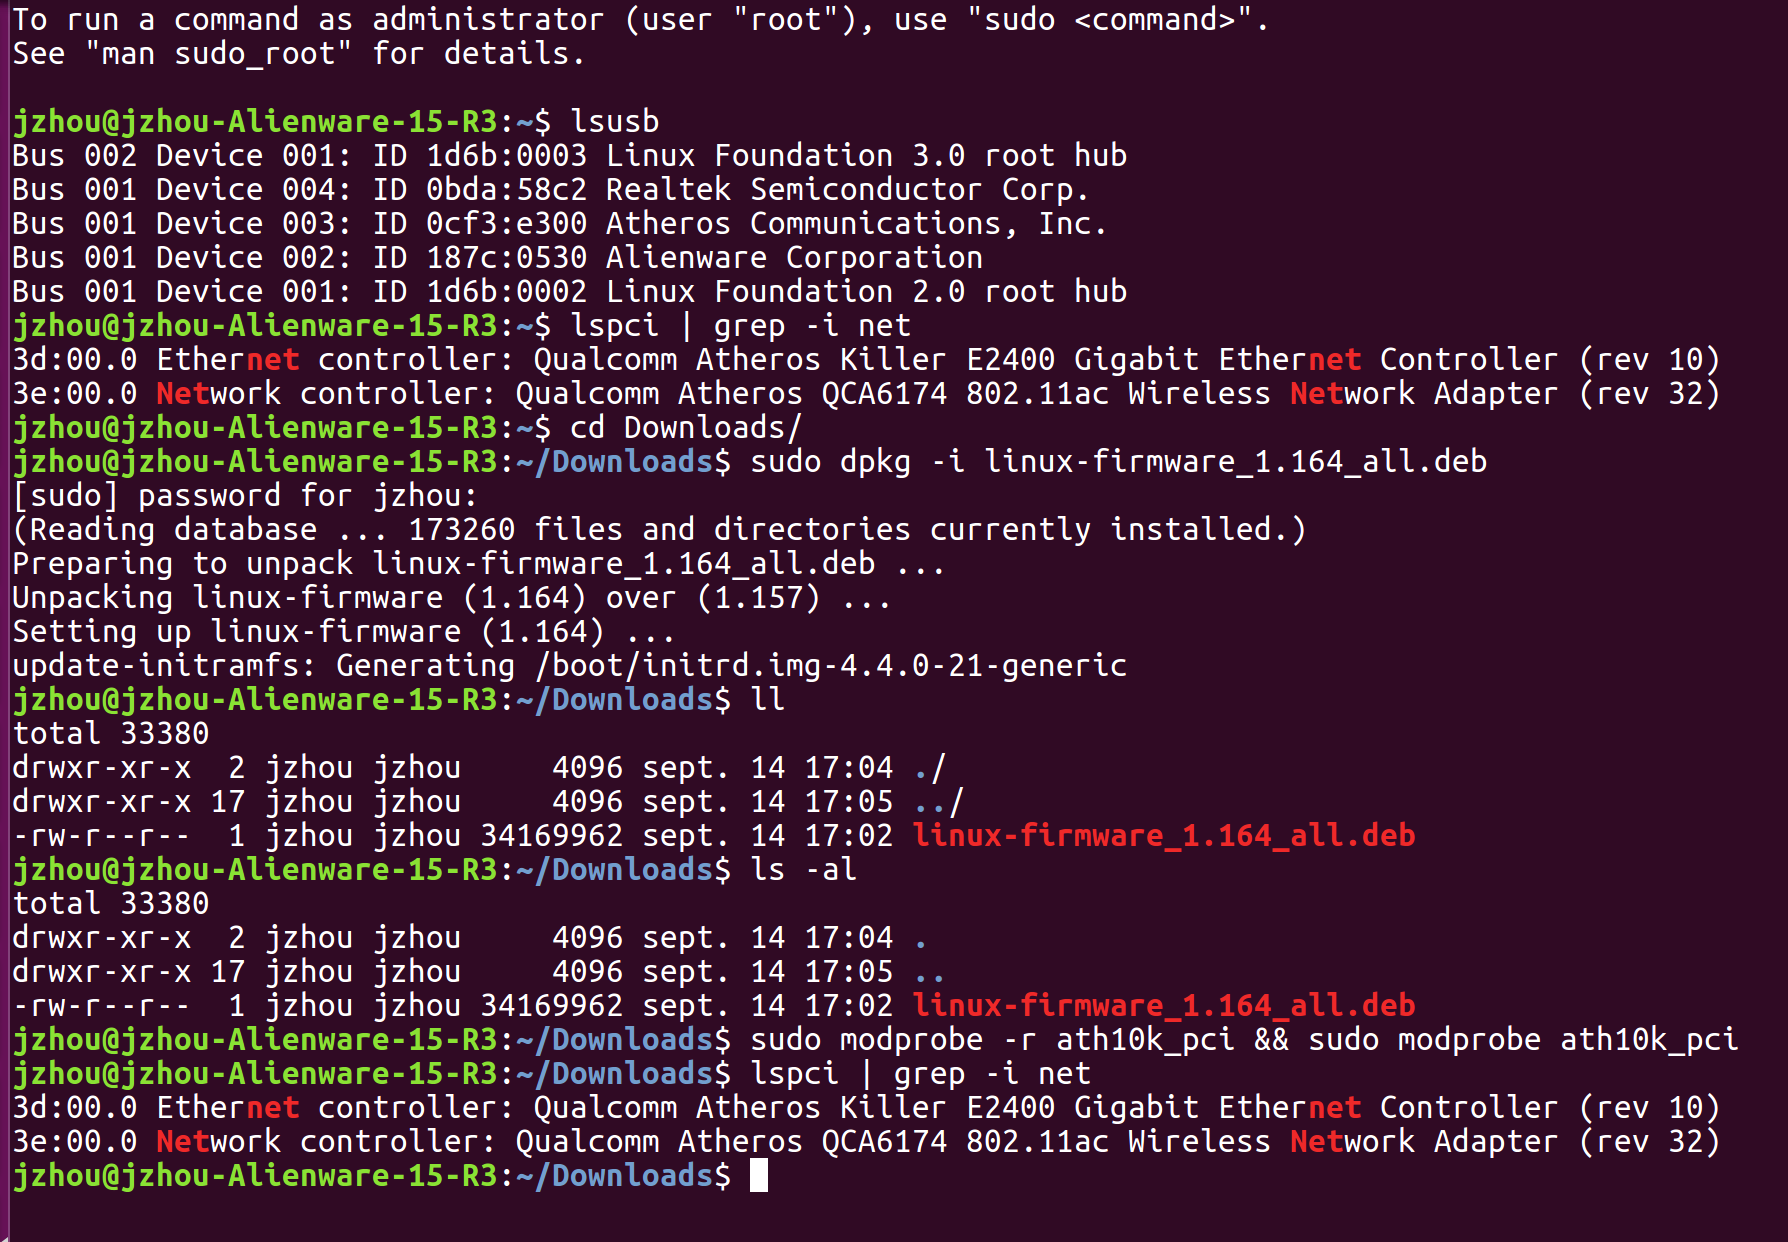 To run a command as administrator (user "root"), use "sudo <command>".
See "man sudo_root" for details.
jzhou@jzhou-Alienware-15-R3:~$ lsusb
Bus 002 Device 001: ID 1d6b:0003 Linux Foundation 3.0 root hub
Bus 001 Device 004: ID 0bda:58c2 Realtek Semiconductor Corp.
Bus 001 Device 003: ID 0cf3:e300 Atheros Communications, Inc.
Bus 001 Device 002: ID 187c:0530 Alienware Corporation
Bus 001 Device 001: ID 1d6b:0002 Linux Foundation 2.0 root hub
jzhou@jzhou-Alienware-15-R3:~$ lspci | grep -i net
3d:00.0 Ethernet controller: Qualcomm Atheros Killer E2400 Gigabit Ethernet Controller (rev 10)
3e:00.0 Network controller: Qualcomm Atheros QCA6174 802.11ac Wireless Network Adapter (rev 32)
jzhou@jzhou-Alienware-15-R3:~$ cd Downloads/
jzhou@jzhou-Alienware-15-R3:~/Downloads$ sudo dpkg -i linux-firmware_1.164_all.deb
[sudo] password for jzhou:
(Reading database ... 173260 files and directories currently installed.)
Preparing to unpack linux-firmware_1.164_all.deb ...
Unpacking linux-firmware (1.164) over (1.157) ...
Setting up linux-firmware (1.164) ...
update-initramfs: Generating /boot/initrd.img-4.4.0-21-generic
jzhou@jzhou-Alienware-15-R3:~/Downloads$ ll
total 33380
drwxr-xr-x  2 jzhou jzhou     4096 sept. 14 17:04 ./
drwxr-xr-x 17 jzhou jzhou     4096 sept. 14 17:05 ../
-rw-r--r--  1 jzhou jzhou 34169962 sept. 14 17:02 linux-firmware_1.164_all.deb
jzhou@jzhou-Alienware-15-R3:~/Downloads$ ls -al
total 33380
drwxr-xr-x  2 jzhou jzhou     4096 sept. 14 17:04 .
drwxr-xr-x 17 jzhou jzhou     4096 sept. 14 17:05 ..
-rw-r--r--  1 jzhou jzhou 34169962 sept. 14 17:02 linux-firmware_1.164_all.deb
jzhou@jzhou-Alienware-15-R3:~/Downloads$ sudo modprobe -r ath10k_pci && sudo modprobe ath10k_pci
jzhou@jzhou-Alienware-15-R3:~/Downloads$ lspci | grep -i net
3d:00.0 Ethernet controller: Qualcomm Atheros Killer E2400 Gigabit Ethernet Controller (rev 10)
3e:00.0 Network controller: Qualcomm Atheros QCA6174 802.11ac Wireless Network Adapter (rev 32)
jzhou@jzhou-Alienware-15-R3:~/Downloads$